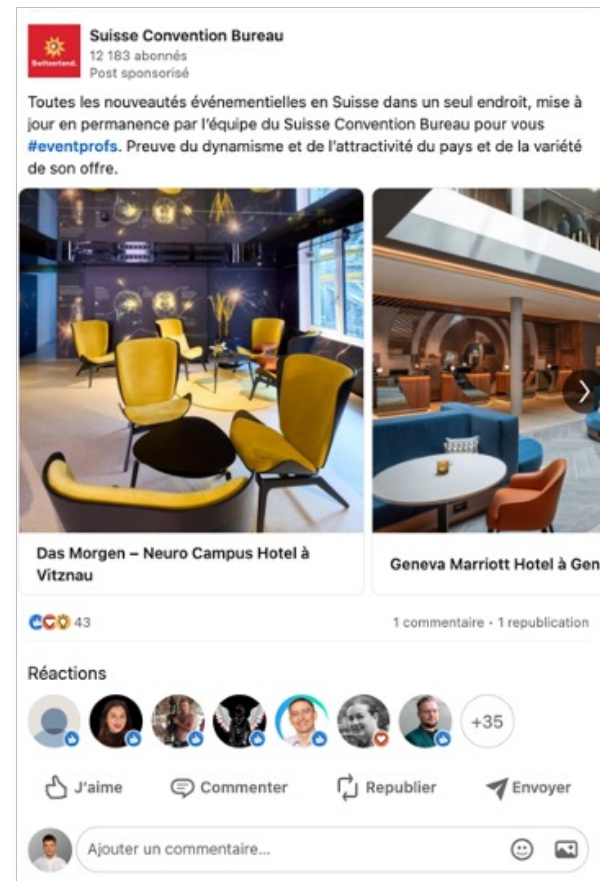 Switzerland.
Suisse Convention Bureau
12 183 abonnés
Post sponsorisé
Toutes les nouveautés événementielles en Suisse dans un seul endroit, mise à
jour en permanence par l'équipe du Suisse Convention Bureau pour vous
#eventprofs. Preuve du dynamisme et de l'attractivité du pays et de la variété
de son offre.
Das Morgen – Neuro Campus Hotel à
Vitznau
Geneva Marriott Hotel à Gen
43
1 commentaire • 1 republication
Réactions
+35
J'aime
Commenter
Republier
Envoyer
Ajouter un commentaire...